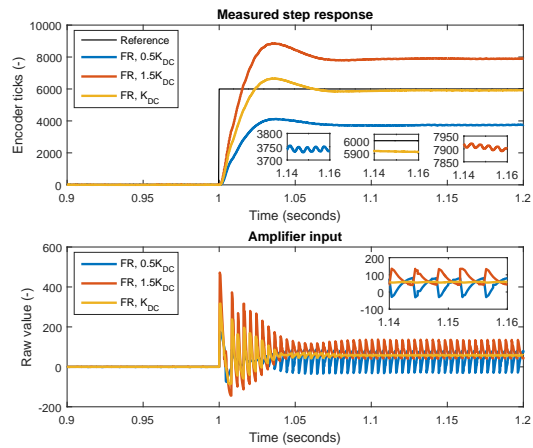 Measured step response
Encoder ticks (-)
10000
8000
6000
4000
2000
0
Reference
FR, 0.5K_DC
FR, 1.5K_DC
FR, K_DC
3800
3750
3700
1.14 1.16
6000
5900
1.14 1.16
7950
7900
7850
1.14 1.16
0.9 0.95 1 1.05 1.1 1.15 1.2
Time (seconds)
Amplifier input
Raw value (-)
600
400
200
0
-200
FR, 0.5K_DC
FR, 1.5K_DC
FR, K_DC
200
100
0
-100
1.14 1.15 1.16
0.9 0.95 1 1.05 1.1 1.15 1.2
Time (seconds)